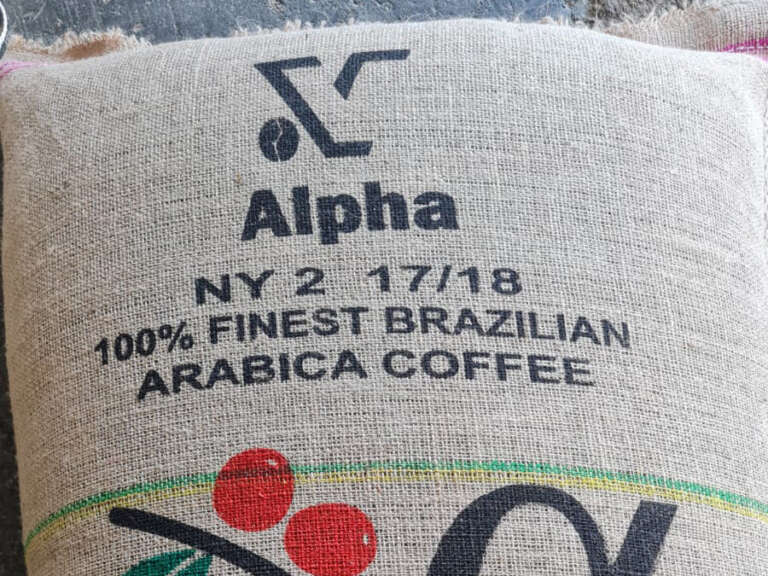 Alpha
NY 2 17/18
100% FINEST BRAZILIAN
ARABICA COFFEE